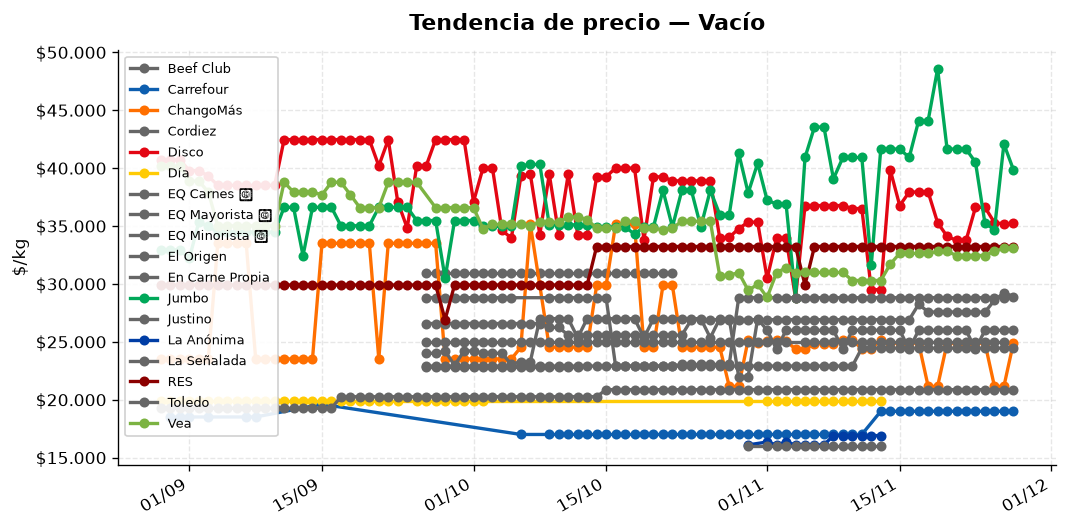 Tendencia de precio — Vacío
$50.000
$45.000
$40.000
$35.000
$30.000
$25.000
$20.000
$15.000
$/kg
Beef Club
Carrefour
ChangoMás
Cordiez
Disco
Día
EQ Carnes
EQ Mayorista
EQ Minorista
El Origen
En Carne Propia
Jumbo
Justino
La Anónima
La Señalada
RES
Toledo
Vea
01/09
15/09
01/10
15/10
01/11
15/11
01/12